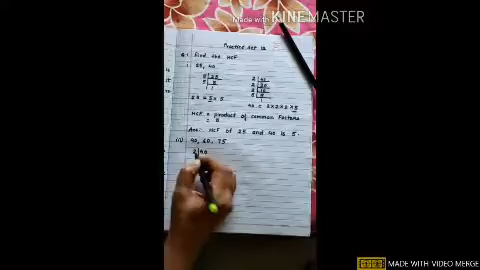 Made with KINEMASTER
Practice set 12
Q.1 Find the HCF
i 25, 40
5 25 2 40
5 5 2 20
1 2 10
5 5
1
25 = 5 × 5 40 = 2×2×2×5
HCF = product of common Factors
= 5
Ans: HCF of 25 and 40 is 5.
40, 60, 75
2 40
MADE WITH VIDEO MERGE